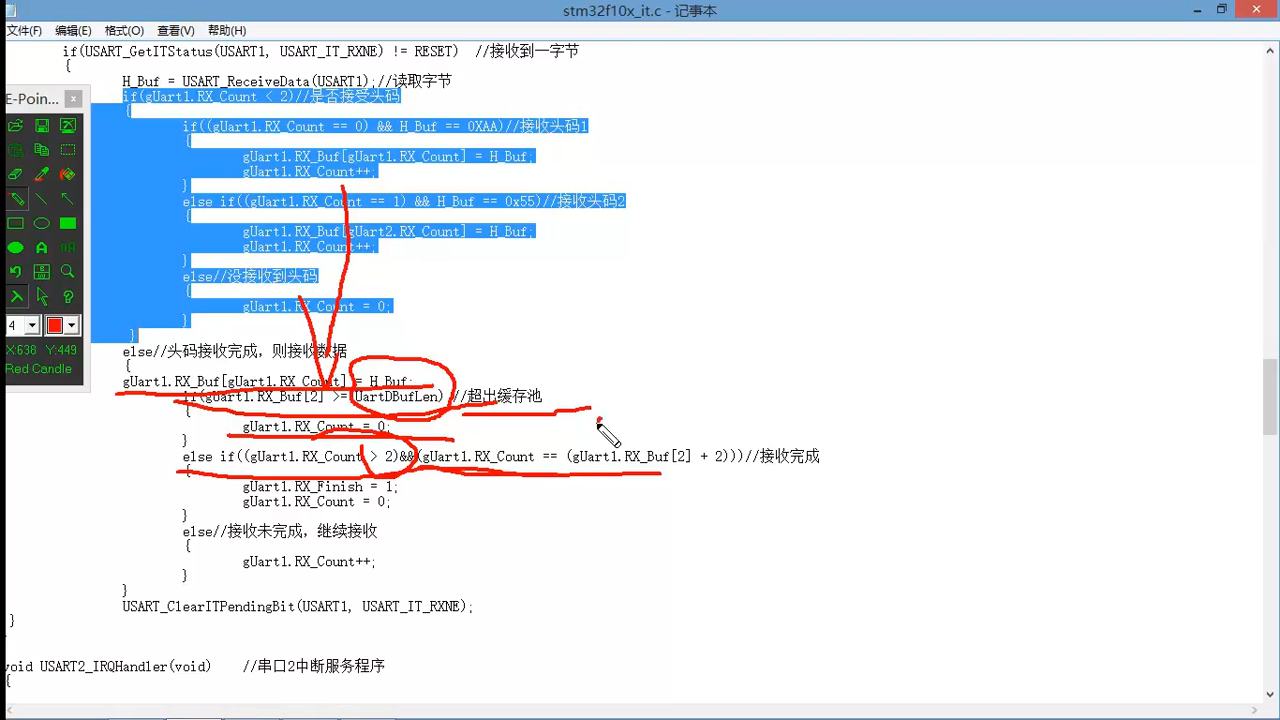 stm32f10x_it.c - 记事本
文件(F) 编辑(E) 格式(O) 查看(V) 帮助(H)
if(USART_GetITStatus(USART1, USART_IT_RXNE) != RESET) //接收到一字节
{
H_Buf = USART_ReceiveData(USART1);//读取字节
E-Poin...
if(gUart1.RX_Count < 2)//是否接受头码
{
if((gUart1.RX_Count == 0) && H_Buf == 0XAA)//接收头码1
{
gUart1.RX_Buf[gUart1.RX_Count] = H_Buf;
gUart1.RX_Count++;
}
else if((gUart1.RX_Count == 1) && H_Buf == 0x55)//接收头码2
{
gUart1.RX_Buf[gUart2.RX_Count] = H_Buf;
gUart1.RX_Count++;
}
else//没接收到头码
{
gUart1.RX_Count = 0;
}
}
4
X:638 Y:449
Red Candle
else//头码接收完成，则接收数据
{
gUart1.RX_Buf[gUart1.RX_Count] = H_Buf;
if(gUart1.RX_Buf[2] >=(UartDBufLen) //超出缓存池
{
gUart1.RX_Count = 0;
}
else if((gUart1.RX_Count > 2)&&(gUart1.RX_Count == (gUart1.RX_Buf[2] + 2)))//接收完成
{
gUart1.RX_Finish = 1;
gUart1.RX_Count = 0;
}
else//接收未完成，继续接收
{
gUart1.RX_Count++;
}
}
USART_ClearITPendingBit(USART1, USART_IT_RXNE);
}
void USART2_IRQHandler(void) //串口2中断服务程序
{